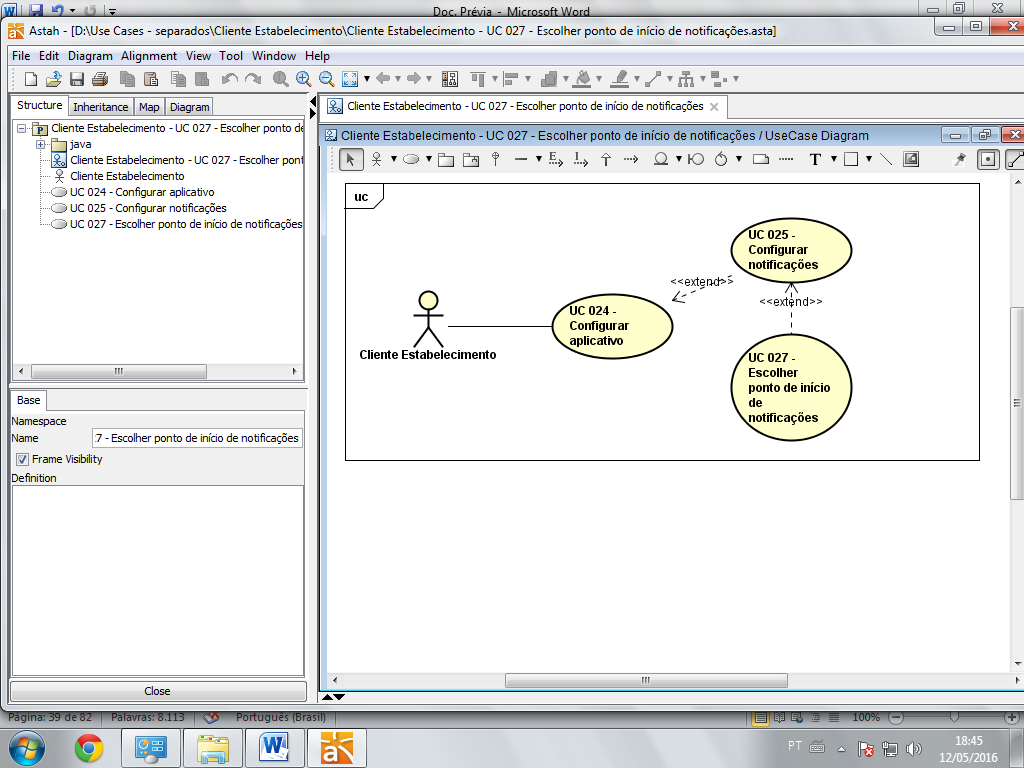 Doc. Prévia - Microsoft Word
Astah - [D:\Use Cases - separados\Cliente Estabelecimento\Cliente Estabelecimento - UC 027 - Escolher ponto de início de notificações.asta]
File Edit Diagram Alignment View Tool Window Help
Structure Inheritance Map Diagram
Cliente Estabelecimento - UC 027 - Escolher ponto de início de notificações
Cliente Estabelecimento - UC 027 - Escolher ponto de
java
Cliente Estabelecimento - UC 027 - Escolher pont
Cliente Estabelecimento
UC 024 - Configurar aplicativo
UC 025 - Configurar notificações
UC 027 - Escolher ponto de início de notificações
Cliente Estabelecimento - UC 027 - Escolher ponto de início de notificações / UseCase Diagram
T
uc
UC 025 -
Configurar
notificações
<<extend>>
<<extend>>
UC 024 -
Configurar
aplicativo
Cliente Estabelecimento
UC 027 -
Escolher
ponto de início
de
notificações
Base
Namespace
Name 7 - Escolher ponto de início de notificações
Frame Visibility
Definition
Close
Página: 39 de 82 Palavras: 8.113 Português (Brasil) 100%
PT 18:45
12/05/2016